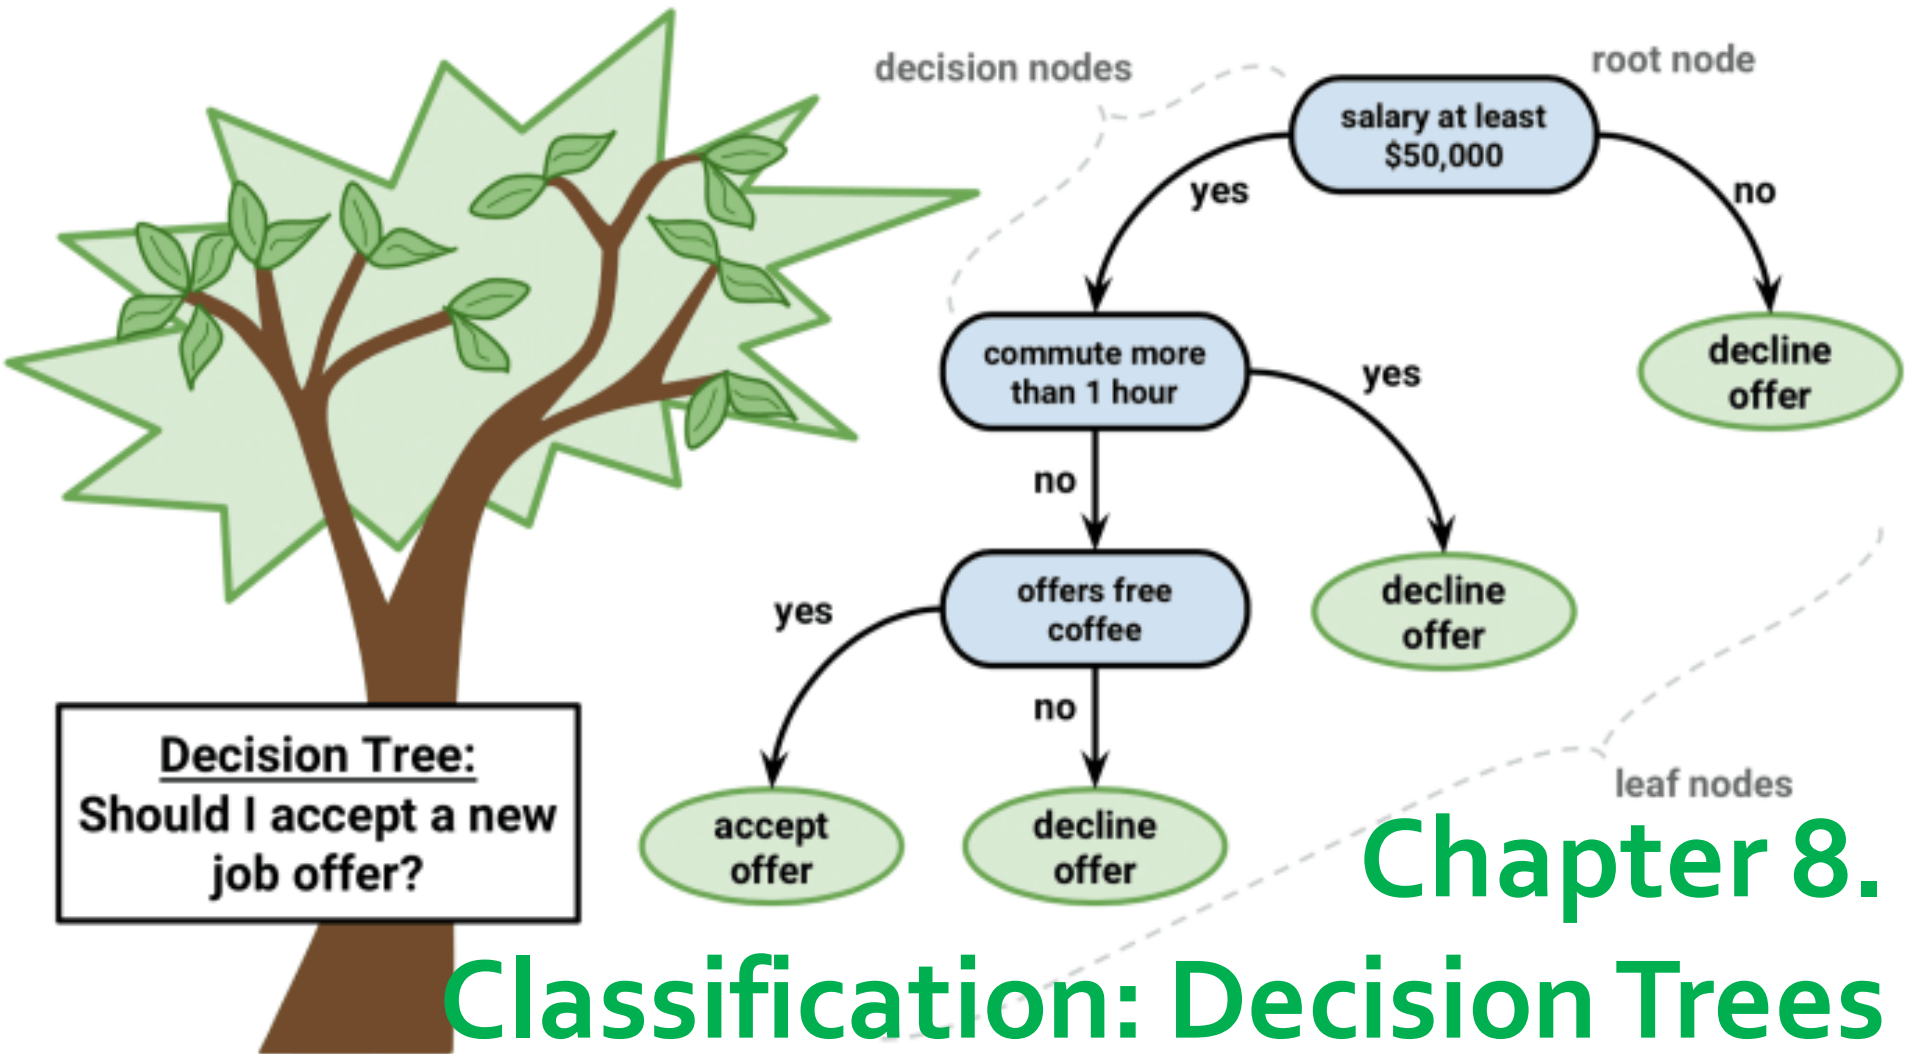 decision nodes
root node
salary at least
$50,000
yes
no
commute more
than 1 hour
yes
decline
offer
no
offers free
coffee
yes
decline
offer
no
Decision Tree:
Should I accept a new
job offer?
accept
offer
decline
offer
leaf nodes
Chapter 8.
Classification: Decision Trees